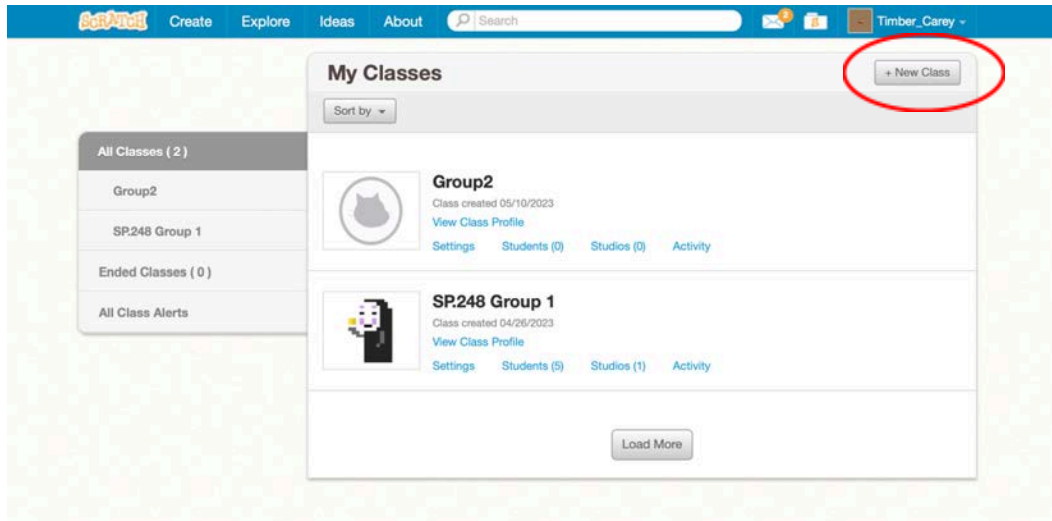 SCRATCH Create Explore Ideas About Search Timber_Carey
My Classes
+ New Class
Sort by
All Classes ( 2 )
Group2
SP.248 Group 1
Ended Classes ( 0 )
All Class Alerts
Group2
Class created 05/10/2023
View Class Profile
Settings Students (0) Studios (0) Activity
SP.248 Group 1
Class created 04/26/2023
View Class Profile
Settings Students (5) Studios (1) Activity
Load More